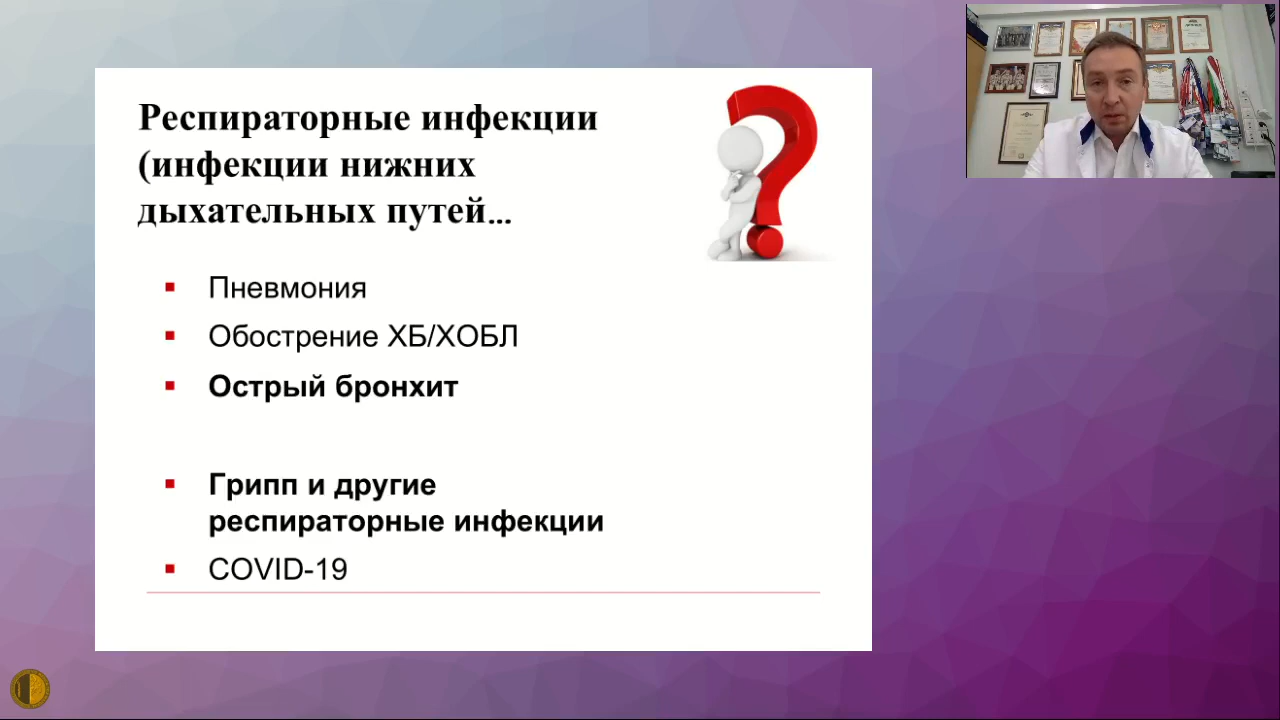 Респираторные инфекции
(инфекции нижних
дыхательных путей...
Пневмония
Обострение ХБ/ХОБЛ
Острый бронхит
Грипп и другие
респираторные инфекции
COVID-19